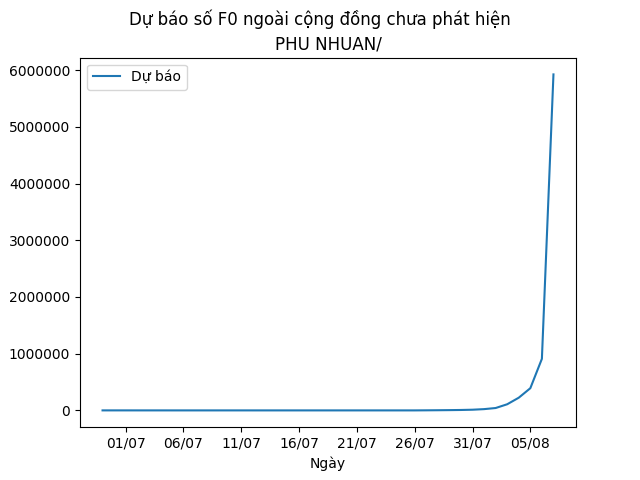 Dự báo số F0 ngoài cộng đồng chưa phát hiện
PHU NHUAN/
Dự báo
6000000
5000000
4000000
3000000
2000000
1000000
0
01/07 06/07 11/07 16/07 21/07 26/07 31/07 05/08
Ngày